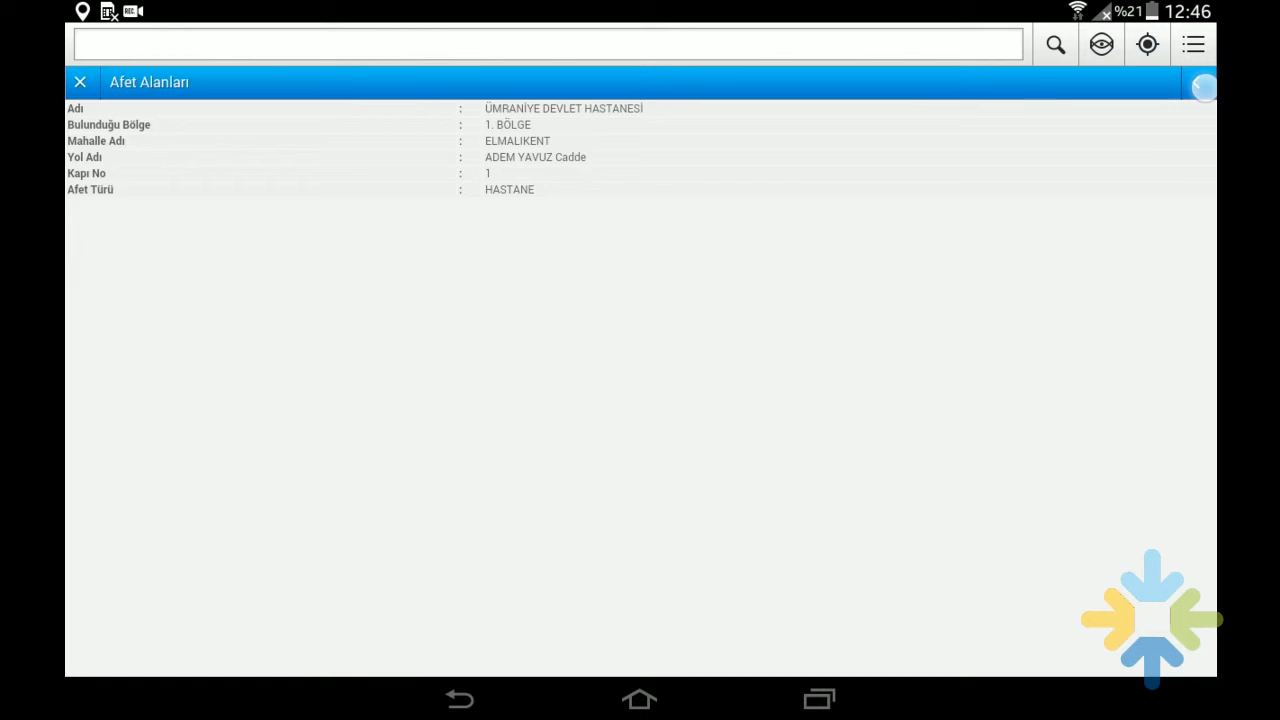 REC %21 12:46
Afet Alanları
Adı : ÜMRANİYE DEVLET HASTANESİ
Bulunduğu Bölge : 1. BÖLGE
Mahalle Adı : ELMALIKENT
Yol Adı : ADEM YAVUZ Cadde
Kapı No : 1
Afet Türü : HASTANE